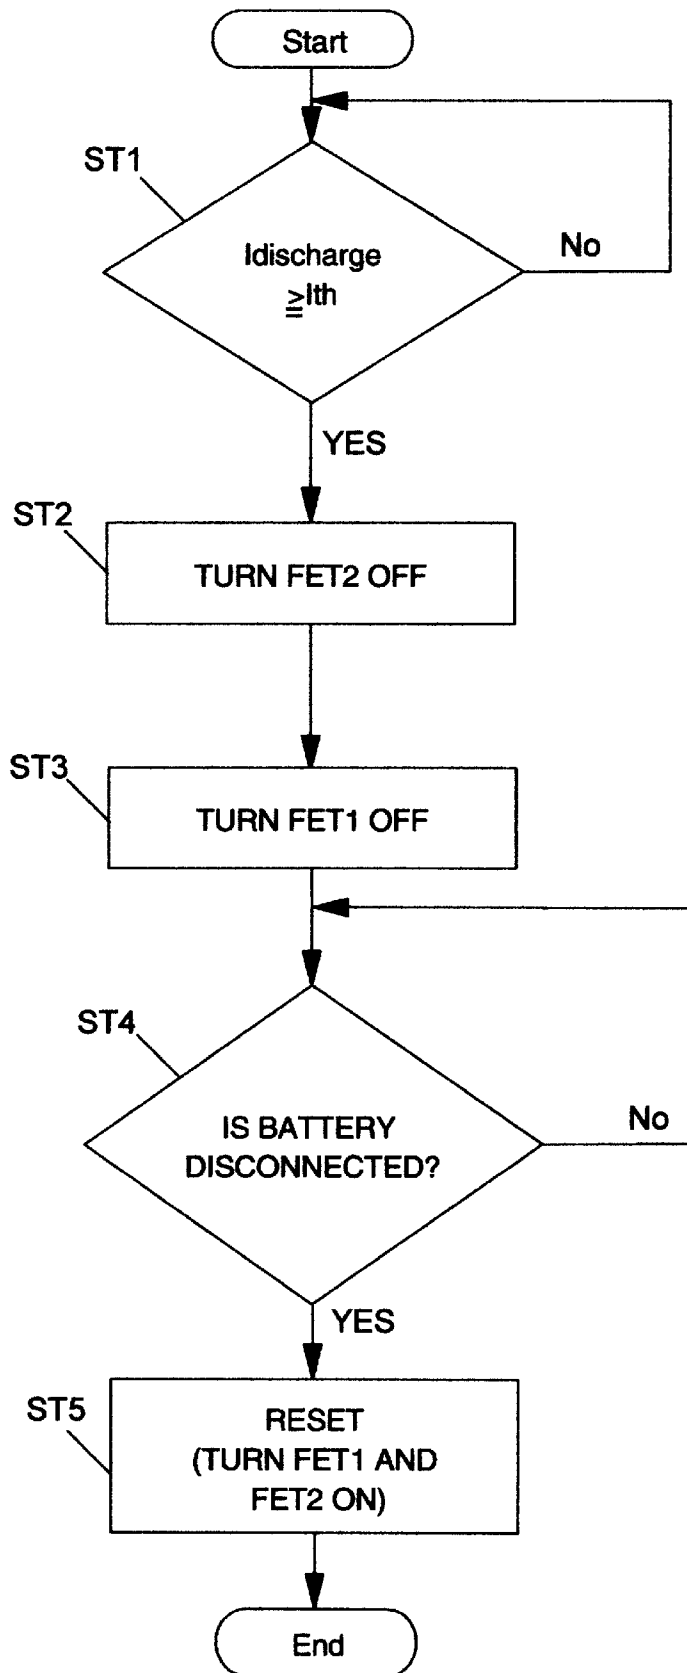 Start
ST1
Idischarge
≧Ith
No
YES
ST2
TURN FET2 OFF
ST3
TURN FET1 OFF
ST4
IS BATTERY
DISCONNECTED?
No
YES
ST5
RESET
(TURN FET1 AND
FET2 ON)
End